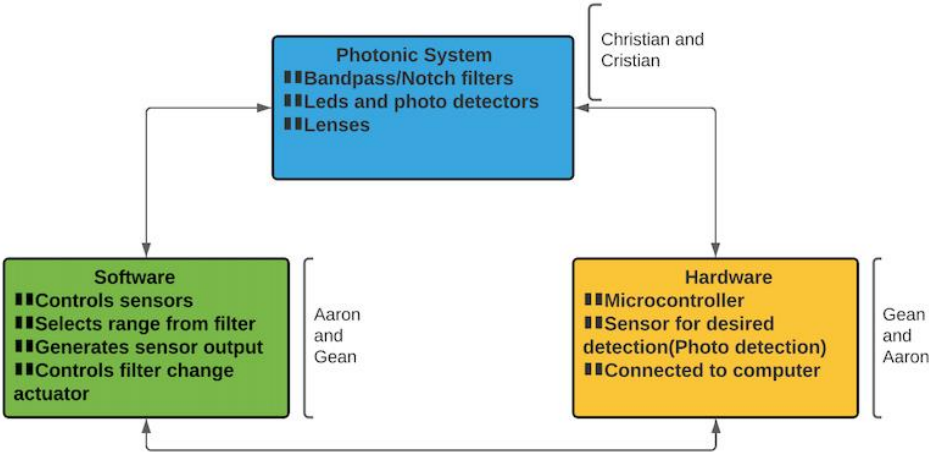 Photonic System
▮▮Bandpass/Notch filters
▮▮Leds and photo detectors
▮▮Lenses
Christian and
Cristian
Software
▮▮Controls sensors
▮▮Selects range from filter
▮▮Generates sensor output
▮▮Controls filter change
actuator
Aaron
and
Gean
Hardware
▮▮Microcontroller
▮▮Sensor for desired
detection(Photo detection)
▮▮Connected to computer
Gean
and
Aaron